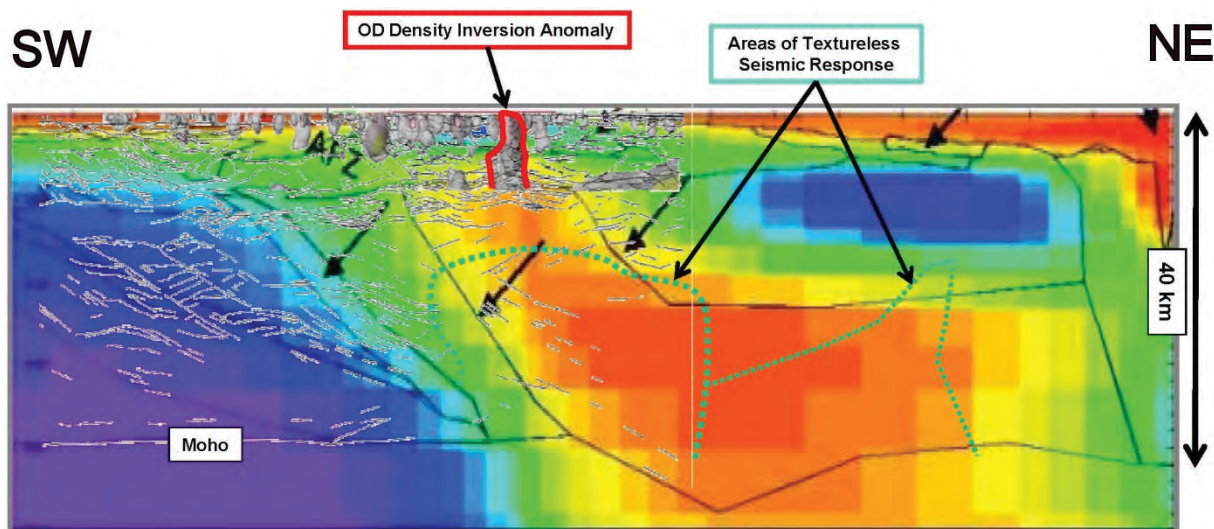 SW
OD Density Inversion Anomaly
Areas of Textureless
Seismic Response
NE
40 km
Moho